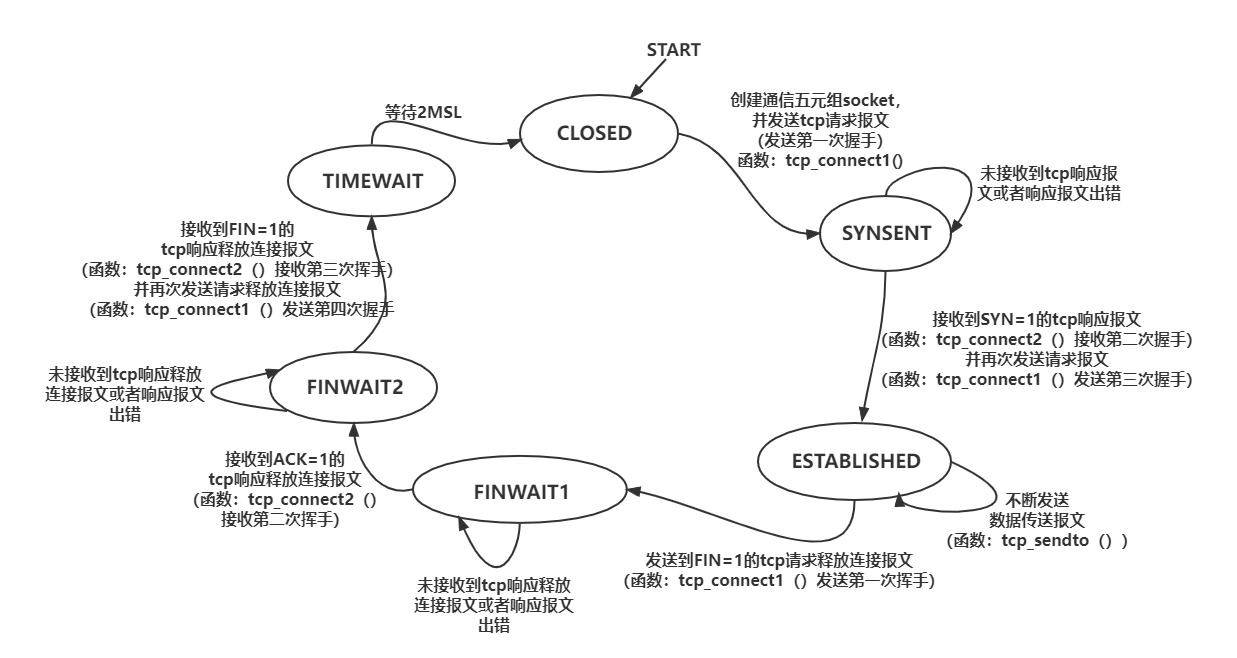 START
等待2MSL
CLOSED
创建通信五元组socket,
并发送tcp请求报文
(发送第一次握手)
函数：tcp_connect1()
TIMEWAIT
未接收到tcp响应报
文或者响应报文出错
SYNSENT
接收到FIN=1的
tcp响应释放连接报文
（函数：tcp_connect2（）接收第三次挥手)
并再次发送请求释放连接报文
（函数：tcp_connect1（）发送第四次握手
接收到SYN=1的tcp响应报文
（函数：tcp_connect2（）接收第二次握手)
并再次发送请求报文
（函数：tcp_connect1（）发送第三次握手)
未接收到tcp响应释放
连接报文或者响应报文
出错
FINWAIT2
接收到ACK=1的
tcp响应释放连接报文
（函数：tcp_connect2（）
接收第二次挥手)
ESTABLISHED
FINWAIT1
不断发送
数据传送报文
（函数：tcp_sendto（））
发送到FIN=1的tcp请求释放连接报文
（函数：tcp_connect1（）发送第一次挥手)
未接收到tcp响应释放
连接报文或者响应报文
出错